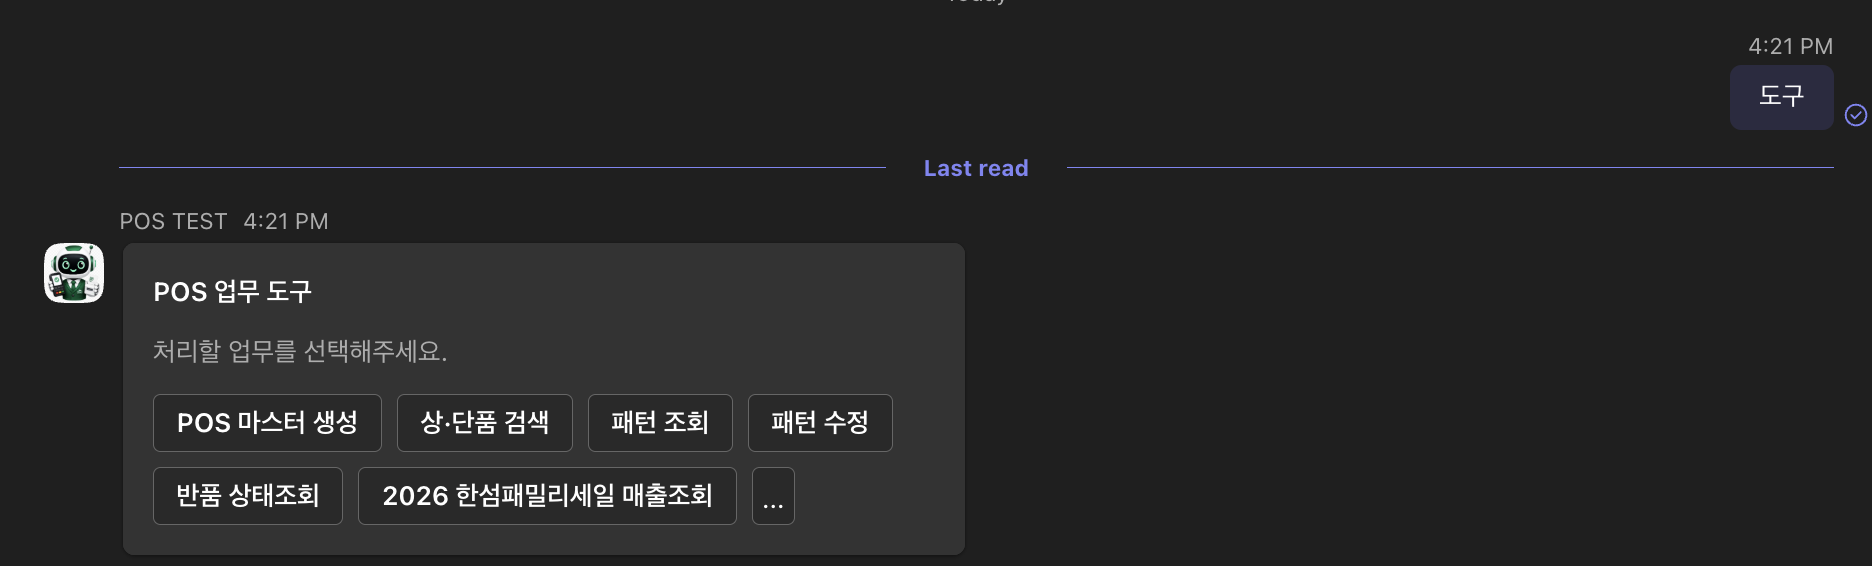 Today
4:21 PM
도구
Last read
POS TEST 4:21 PM
POS 업무 도구
처리할 업무를 선택해주세요.
POS 마스터 생성 상·단품 검색 패턴 조회 패턴 수정
반품 상태조회 2026 한섬패밀리세일 매출조회 ...